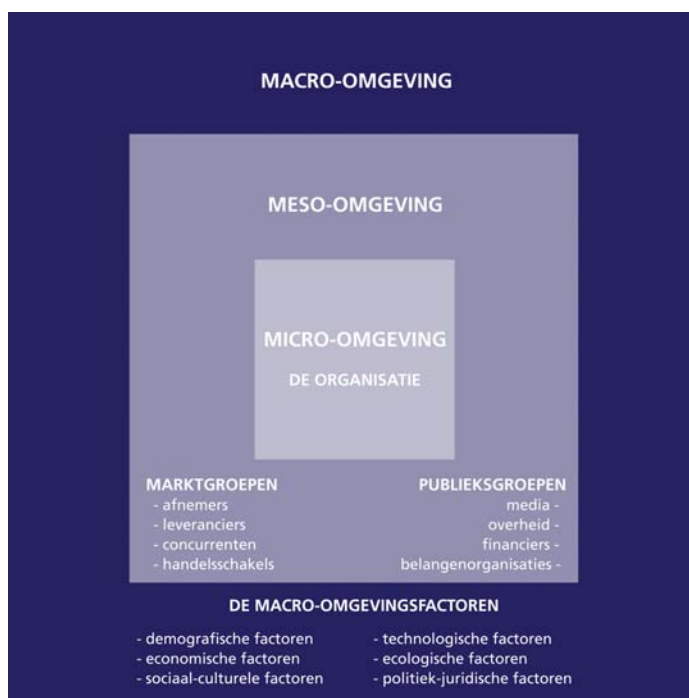 MACRO-OMGEVING
MESO-OMGEVING
MICRO-OMGEVING
DE ORGANISATIE
MARKTGROEPEN
- afnemers
- leveranciers
- concurrenten
- handelsschakels
PUBLIEKSGROEPEN
media -
overheid -
financiers -
belangenorganisaties -
DE MACRO-OMGEVINGSFACTOREN
- demografische factoren
- economische factoren
- sociaal-culturele factoren
- technologische factoren
- ecologische factoren
- politiek-juridische factoren